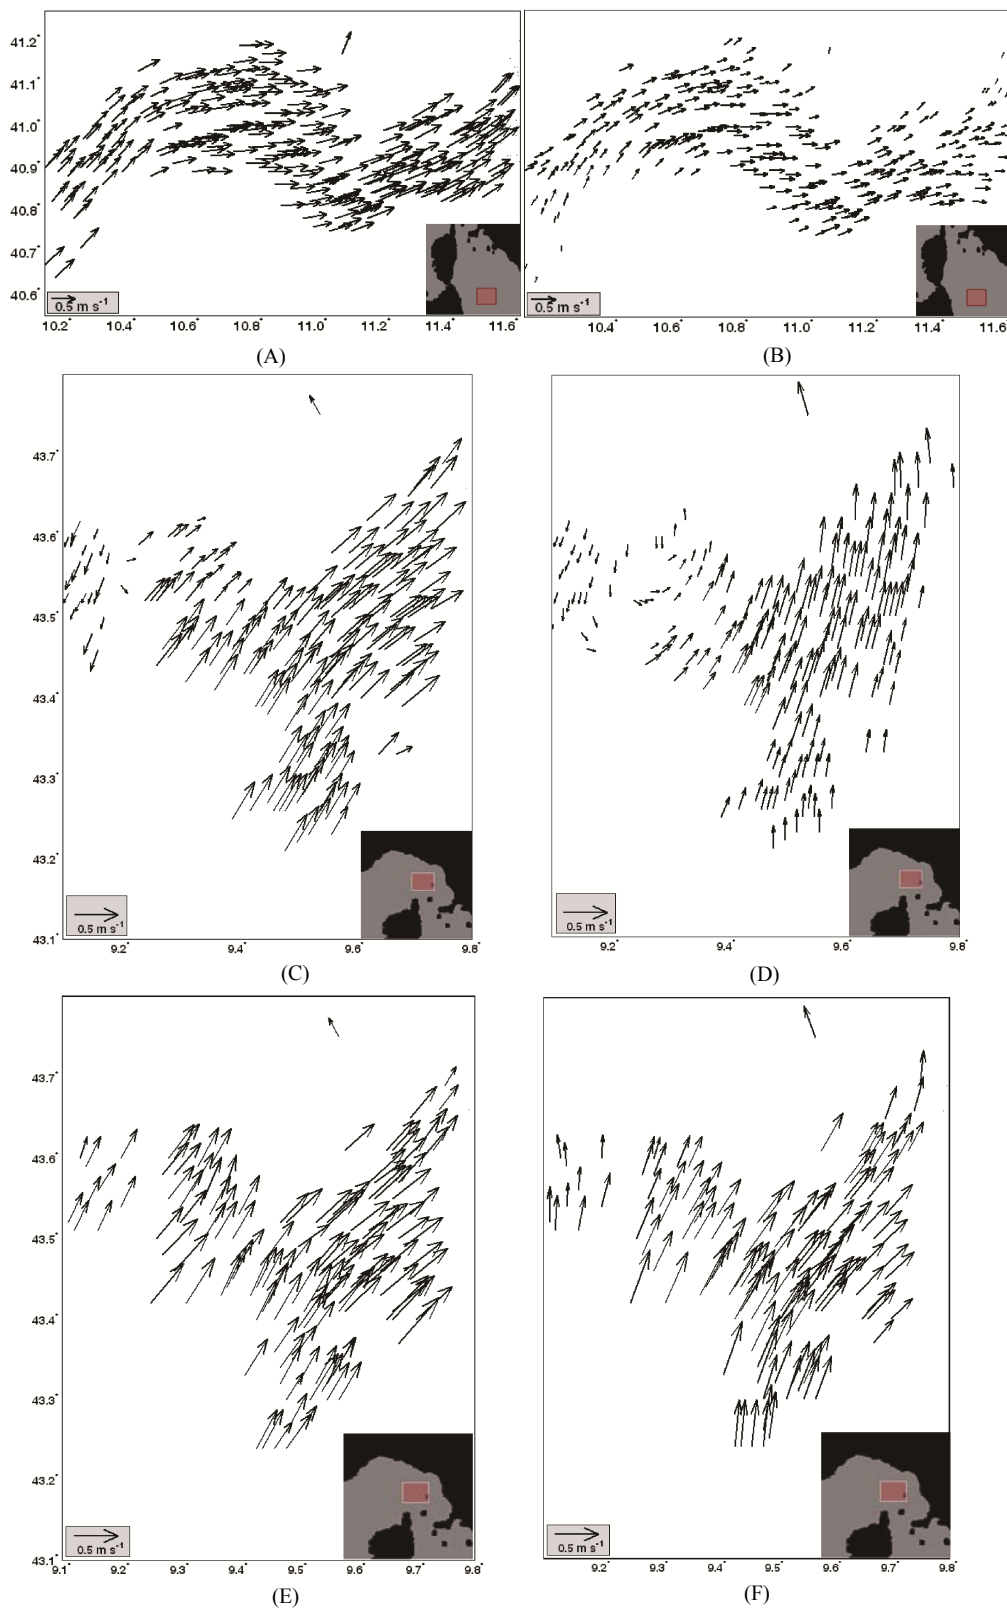 41.2°
41.1°
41.0°
40.9°
40.8°
40.7°
40.6°
0.5 m s⁻¹
0.5 m s⁻¹
10.2° 10.4° 10.6° 10.8° 11.0° 11.2° 11.4° 11.6°
10.4° 10.6° 10.8° 11.0° 11.2° 11.4° 11.6°
(A)
(B)
43.7°
43.6°
43.5°
43.4°
43.3°
43.2°
43.1°
0.5 m s⁻¹
0.5 m s⁻¹
9.2° 9.4° 9.6° 9.8°
9.2° 9.4° 9.6° 9.8°
(C)
(D)
43.7°
43.6°
43.5°
43.4°
43.3°
43.2°
43.1°
0.5 m s⁻¹
0.5 m s⁻¹
9.1° 9.2° 9.3° 9.4° 9.5° 9.6° 9.7° 9.8°
9.2° 9.3° 9.4° 9.5° 9.6° 9.7° 9.8°
(E)
(F)